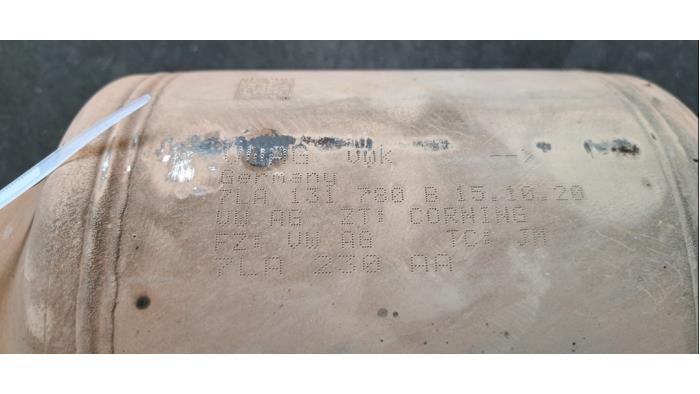 VWAG VWK -->
Germany
7LA 131 780 B 15.10.20
VW AG ZT: CORNING
FZ: VW AG TC: JM
7LA 230 AA